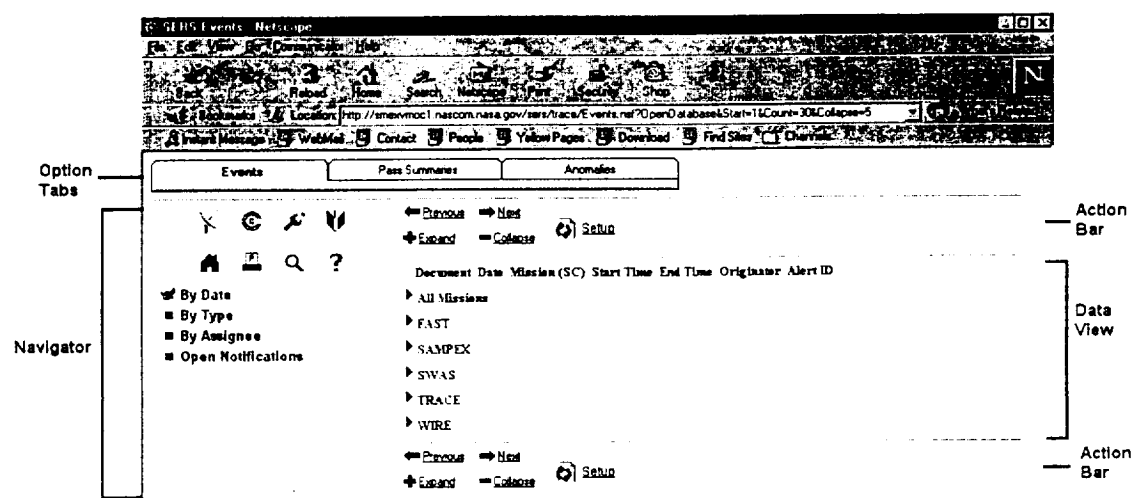 SERS Events - Netscape
File Edit View Go Communicator Help
Back Reload Home Search Netscape Print Security Shop N
Bookmarks Location: http://smexvmoc1.nascom.nasa.gov/sers/trace/Events.nsf?OpenDatabase&Start=1&Count=30&Collapse=5
Instant Message WebMail Contact People Yellow Pages Download Find Sites Channels
Option Tabs
Events Pass Summaries Anomalies
Previous Next
Expand Collapse Setup
Action Bar
?
Document Date Mission (SC) Start Time End Time Originator Alert ID
By Date
By Type
By Assignee
Open Notifications
Navigator
All Missions
FAST
SAMPEX
SWAS
TRACE
WIRE
Data View
Previous Next
Expand Collapse Setup
Action Bar